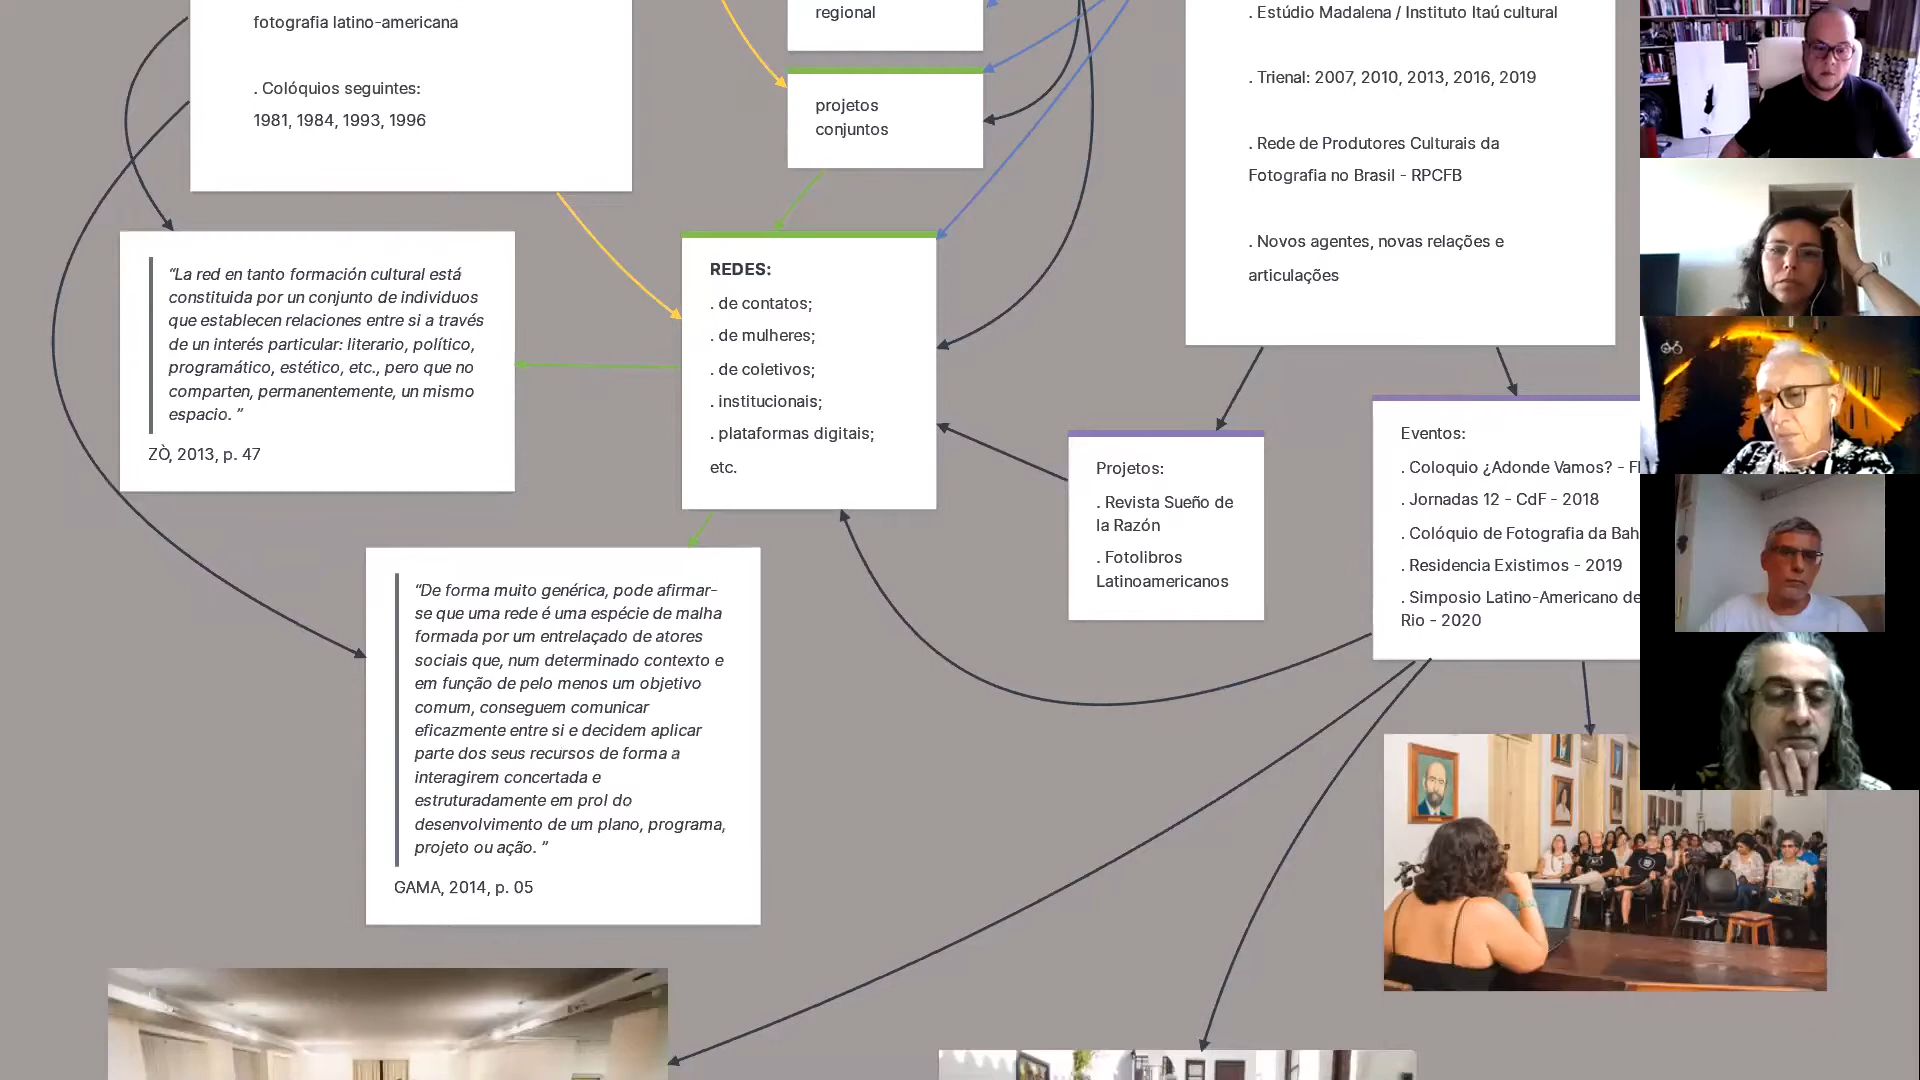 fotografia latino-americana
. Colóquios seguintes:
1981, 1984, 1993, 1996
regional
projetos
conjuntos
. Estúdio Madalena / Instituto Itaú cultural
. Trienal: 2007, 2010, 2013, 2016, 2019
. Rede de Produtores Culturais da
Fotografia no Brasil - RPCFB
. Novos agentes, novas relações e
articulações
“La red en tanto formación cultural está
constituida por un conjunto de individuos
que establecen relaciones entre si a través
de un interés particular: literario, político,
programático, estético, etc., pero que no
comparten, permanentemente, un mismo
espacio. ”
ZÒ, 2013, p. 47
REDES:
. de contatos;
. de mulheres;
. de coletivos;
. institucionais;
. plataformas digitais;
etc.
Projetos:
. Revista Sueño de
la Razón
. Fotolibros
Latinoamericanos
Eventos:
. Coloquio ¿Adonde Vamos? -
. Jornadas 12 - CdF - 2018
. Colóquio de Fotografia da Bah
. Residencia Existimos - 2019
. Simposio Latino-Americano de
Rio - 2020
“De forma muito genérica, pode afirmar-
se que uma rede é uma espécie de malha
formada por um entrelaçado de atores
sociais que, num determinado contexto e
em função de pelo menos um objetivo
comum, conseguem comunicar
eficazmente entre si e decidem aplicar
parte dos seus recursos de forma a
interagirem concertada e
estruturadamente em prol do
desenvolvimento de um plano, programa,
projeto ou ação. ”
GAMA, 2014, p. 05